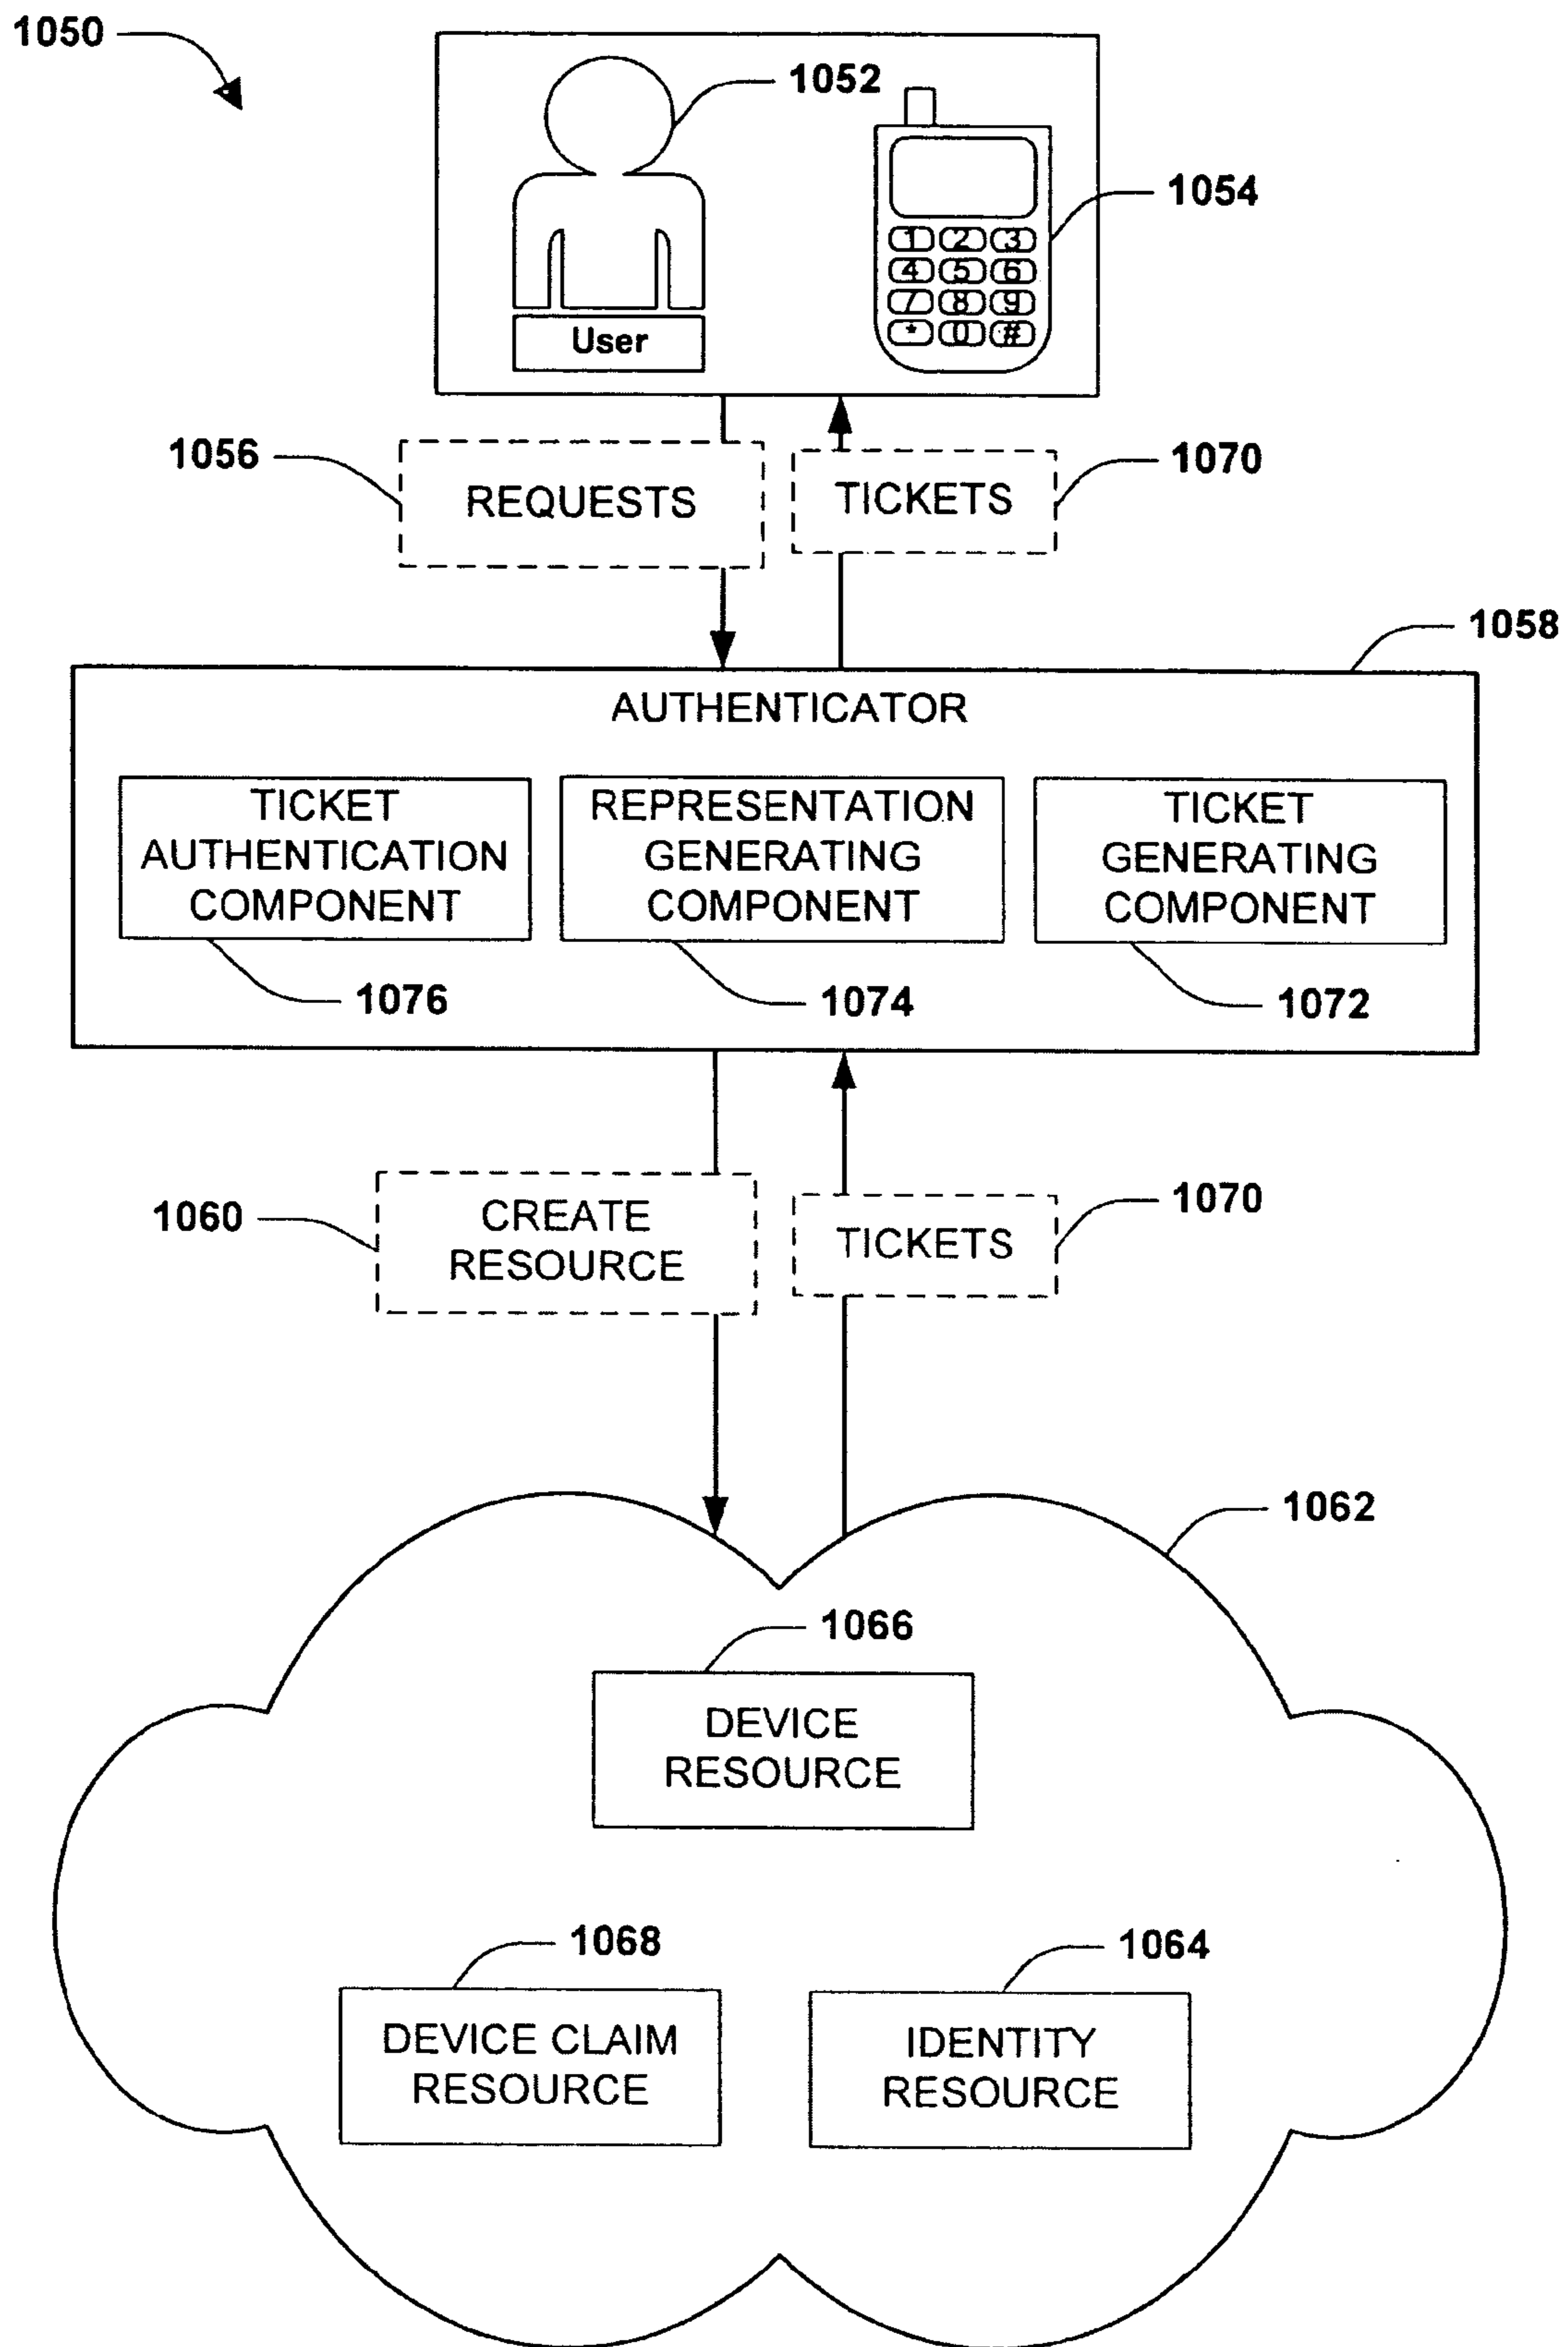 1050
1052
1054
1 2 3
4 5 6
7 8 9
* 0 #
User
1056
REQUESTS
TICKETS
1070
1058
AUTHENTICATOR
TICKET
AUTHENTICATION
COMPONENT
REPRESENTATION
GENERATING
COMPONENT
TICKET
GENERATING
COMPONENT
1076
1074
1072
1060
CREATE
RESOURCE
TICKETS
1070
1062
1066
DEVICE
RESOURCE
1068
1064
DEVICE CLAIM
RESOURCE
IDENTITY
RESOURCE